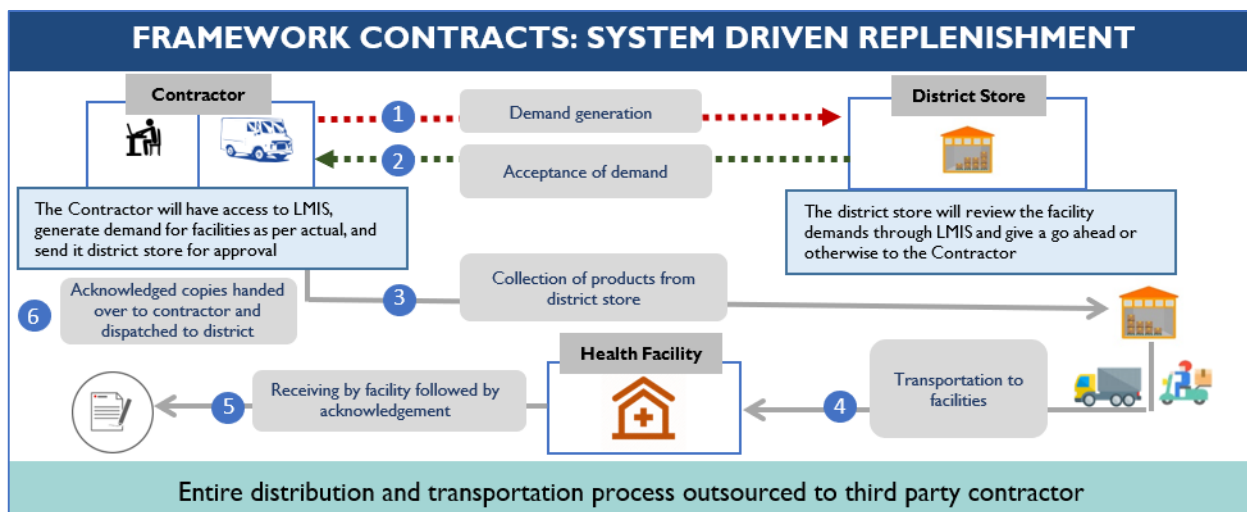 FRAMEWORK CONTRACTS: SYSTEM DRIVEN REPLENISHMENT
Contractor
1
Demand generation
District Store
2
Acceptance of demand
The Contractor will have access to LMIS,
generate demand for facilities as per actual, and
send it district store for approval
The district store will review the facility
demands through LMIS and give a go ahead or
otherwise to the Contractor
3
Collection of products from
district store
6
Acknowledged copies handed
over to contractor and
dispatched to district
Health Facility
4
Transportation to
facilities
5
Receiving by facility followed by
acknowledgement
Entire distribution and transportation process outsourced to third party contractor